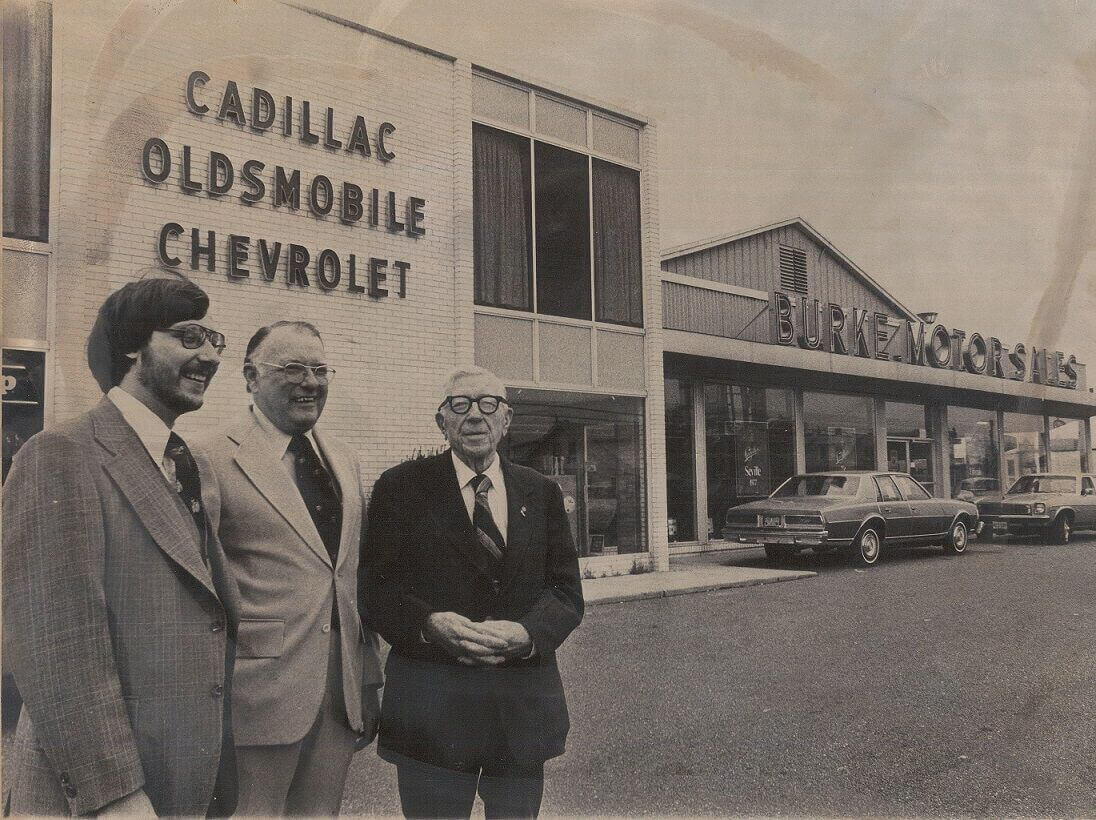 CADILLAC
OLDSMOBILE
CHEVROLET
BURKE MOTOR SALES
Seville